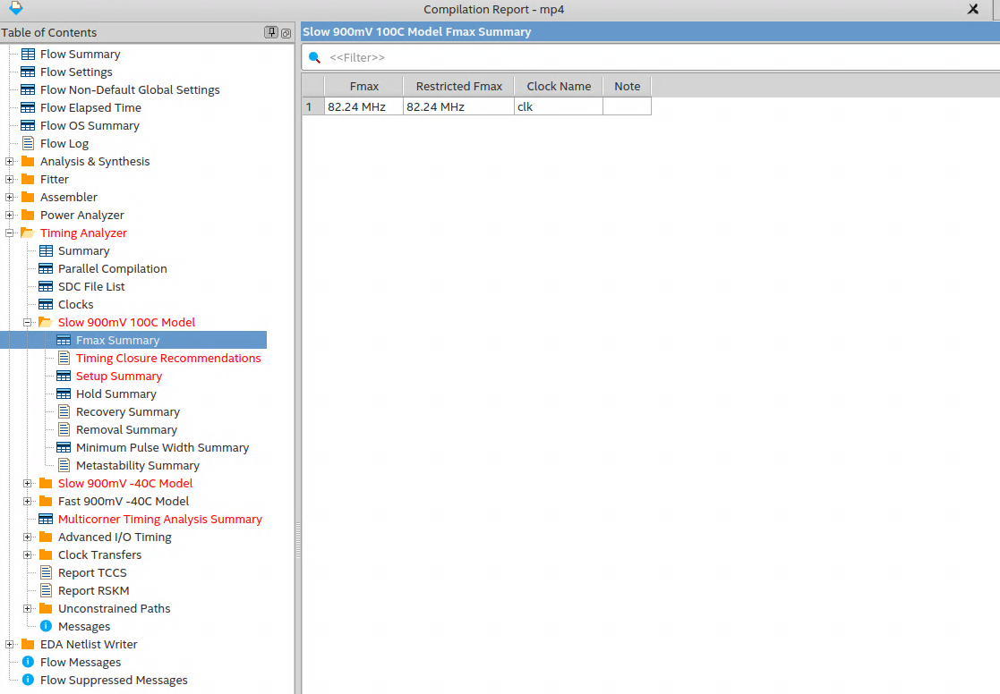 Compilation Report - mp4
Table of Contents
Flow Summary
Flow Settings
Flow Non-Default Global Settings
Flow Elapsed Time
Flow OS Summary
Flow Log
Analysis & Synthesis
Fitter
Assembler
Power Analyzer
Timing Analyzer
Summary
Parallel Compilation
SDC File List
Clocks
Slow 900mV 100C Model
Fmax Summary
Timing Closure Recommendations
Setup Summary
Hold Summary
Recovery Summary
Removal Summary
Minimum Pulse Width Summary
Metastability Summary
Slow 900mV -40C Model
Fast 900mV -40C Model
Multicorner Timing Analysis Summary
Advanced I/O Timing
Clock Transfers
Report TCCS
Report RSKM
Unconstrained Paths
Messages
EDA Netlist Writer
Flow Messages
Flow Suppressed Messages
Slow 900mV 100C Model Fmax Summary
<<Filter>>
Fmax Restricted Fmax Clock Name Note
1 82.24 MHz 82.24 MHz clk